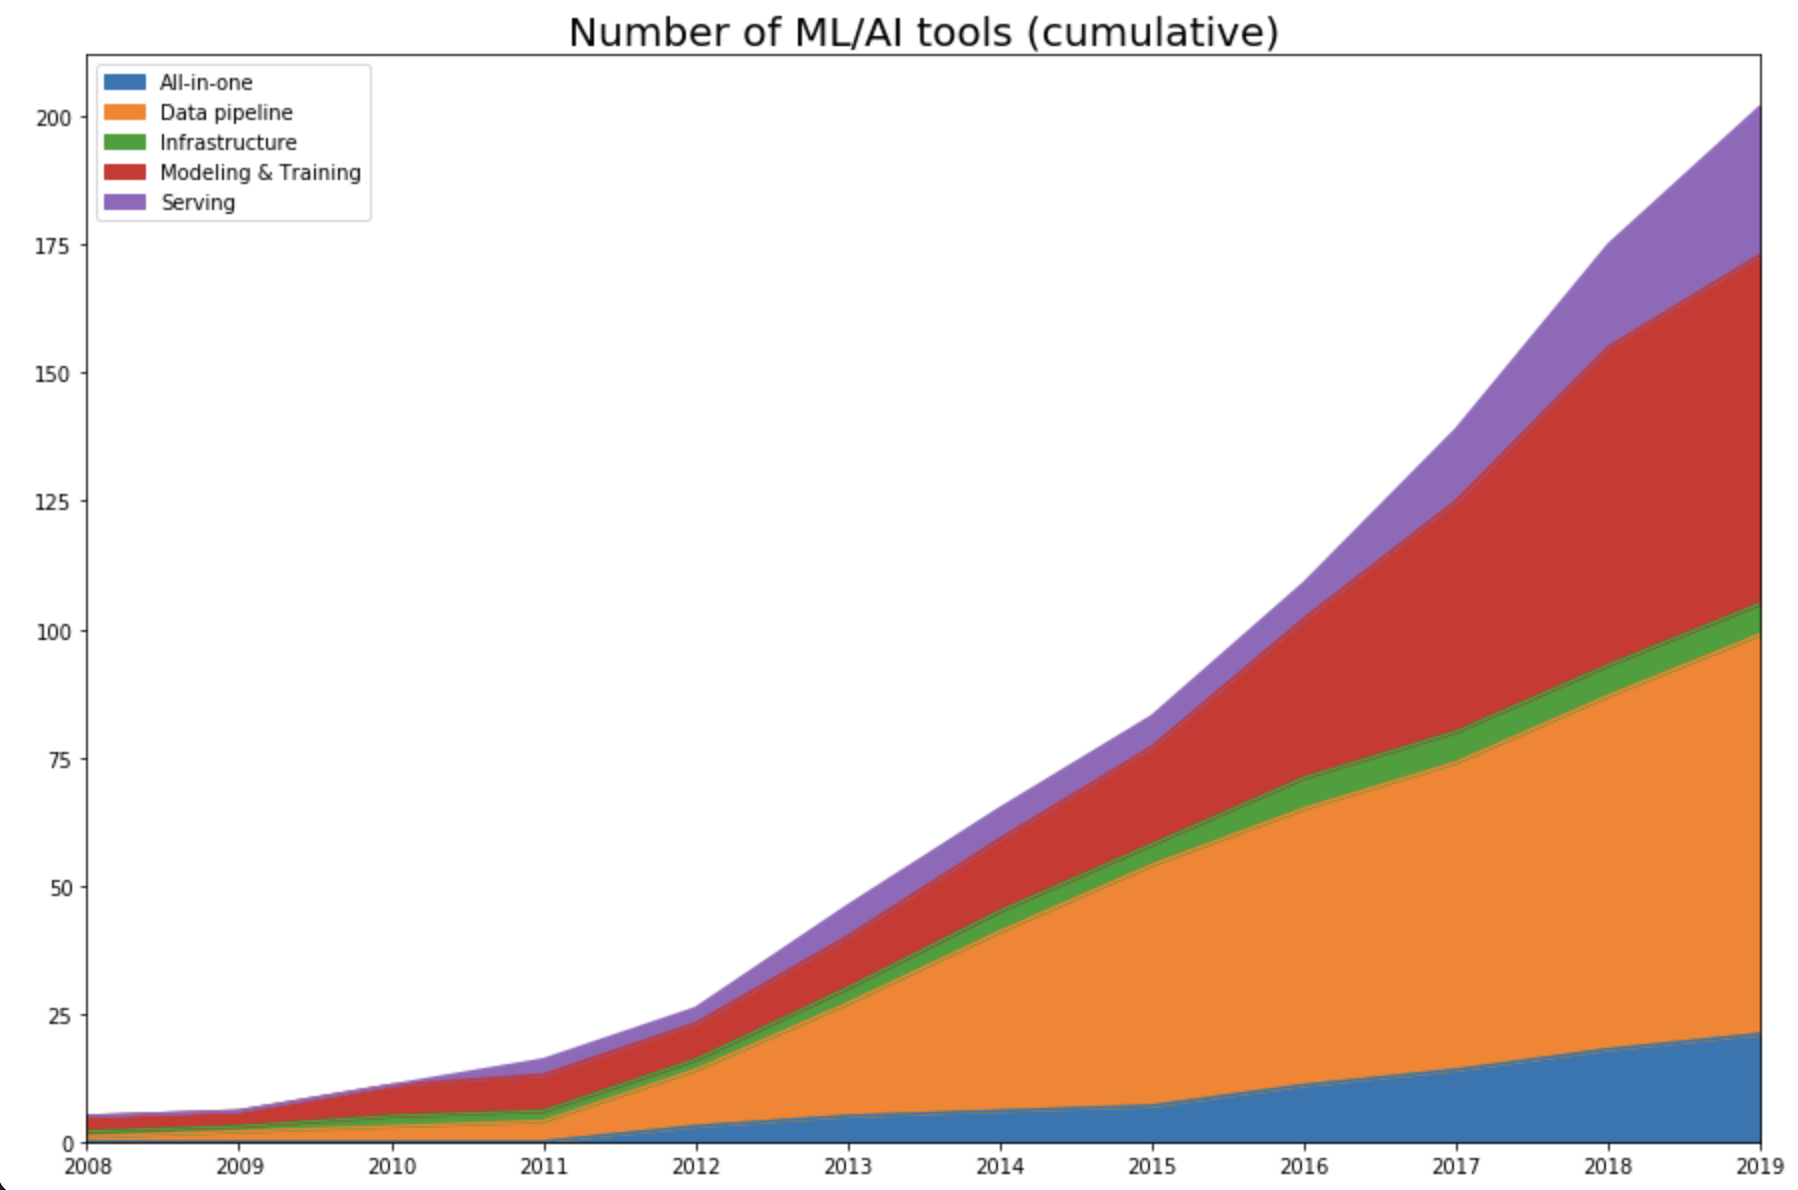 Number of ML/AI tools (cumulative)
All-in-one
Data pipeline
Infrastructure
Modeling & Training
Serving
200
175
150
125
100
75
50
25
0
2008 2009 2010 2011 2012 2013 2014 2015 2016 2017 2018 2019